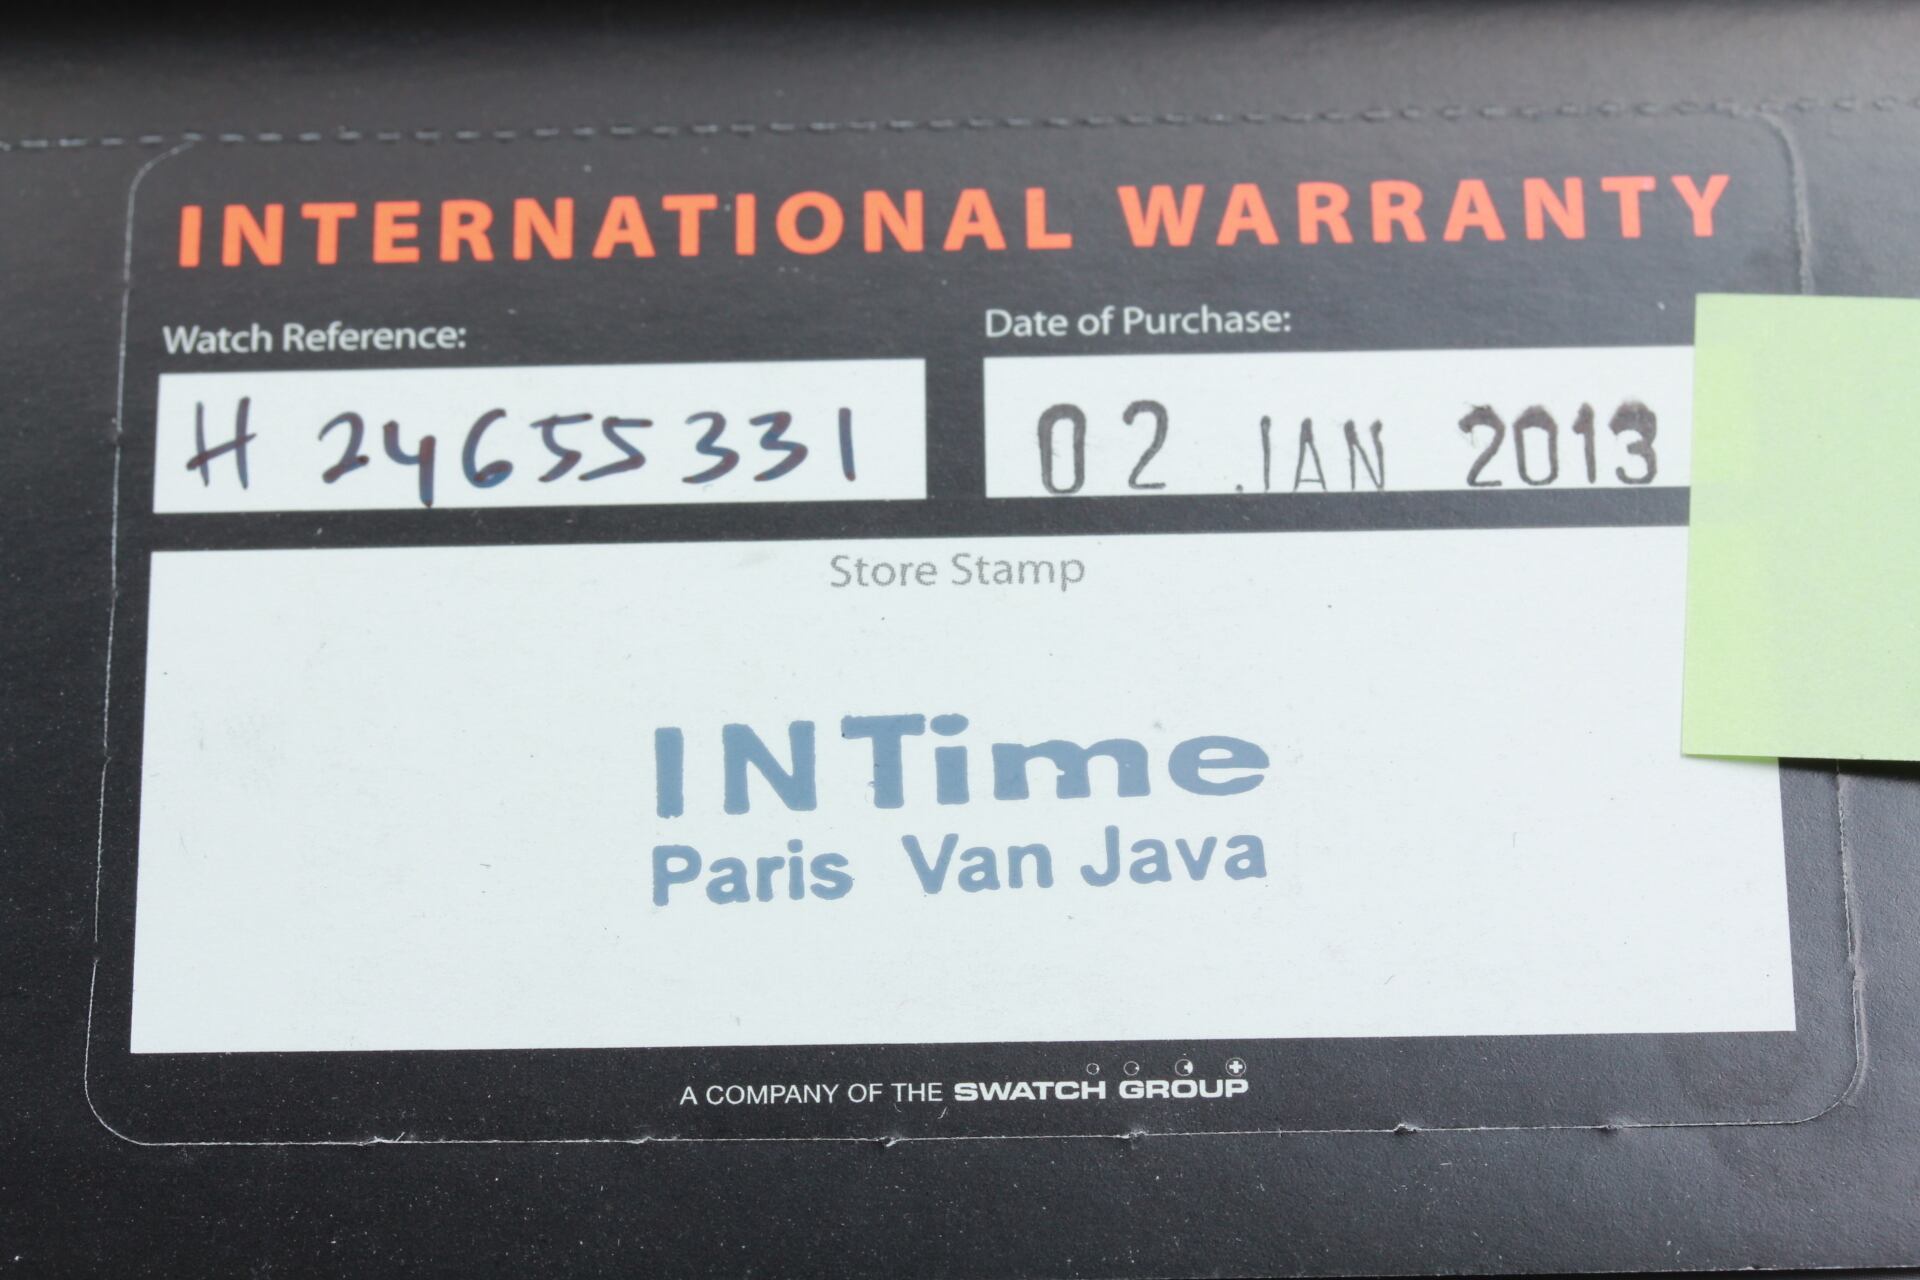 INTERNATIONAL WARRANTY
Watch Reference: Date of Purchase:
H 24655331 02 JAN 2013
Store Stamp
INTime
Paris Van Java
A COMPANY OF THE SWATCH GROUP